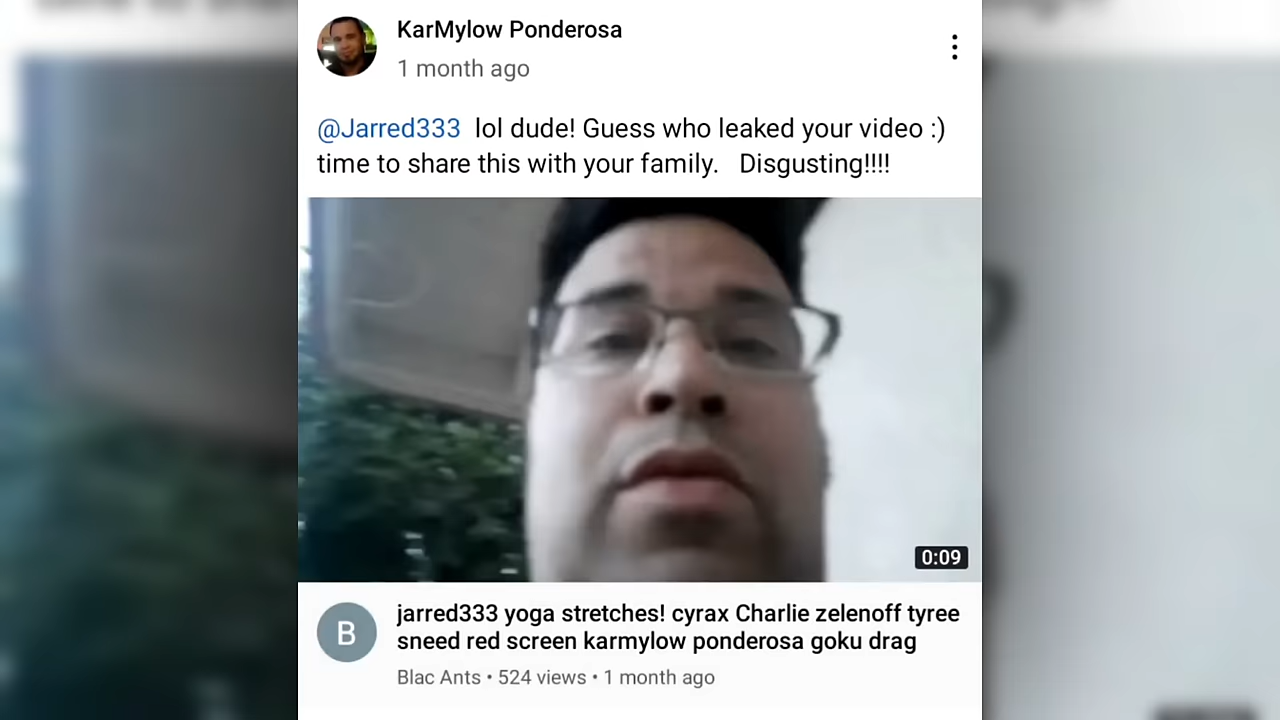 KarMylow Ponderosa
1 month ago
@Jarred333 lol dude! Guess who leaked your video :)
time to share this with your family. Disgusting!!!!
0:09
B
jarred333 yoga stretches! cyrax Charlie zelenoff tyree
sneed red screen karmylow ponderosa goku drag
Blac Ants • 524 views • 1 month ago